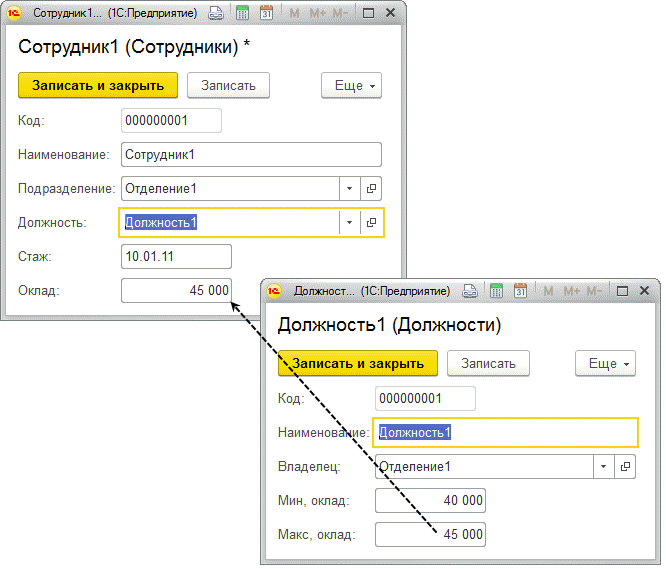 Сотрудник1... (1С:Предприятие) 31 M M+ M-
Сотрудник1 (Сотрудники) *
Записать и закрыть Записать Еще
Код: 000000001
Наименование: Сотрудник1
Подразделение: Отделение1
Должность: Должность1
Стаж: 10.01.11
Оклад: 45 000
Должност... (1С:Предприятие) 31 M M+ M-
Должность1 (Должности)
Записать и закрыть Записать Еще
Код: 000000001
Наименование: Должность1
Владелец: Отделение1
Мин, оклад: 40 000
Макс, оклад: 45 000